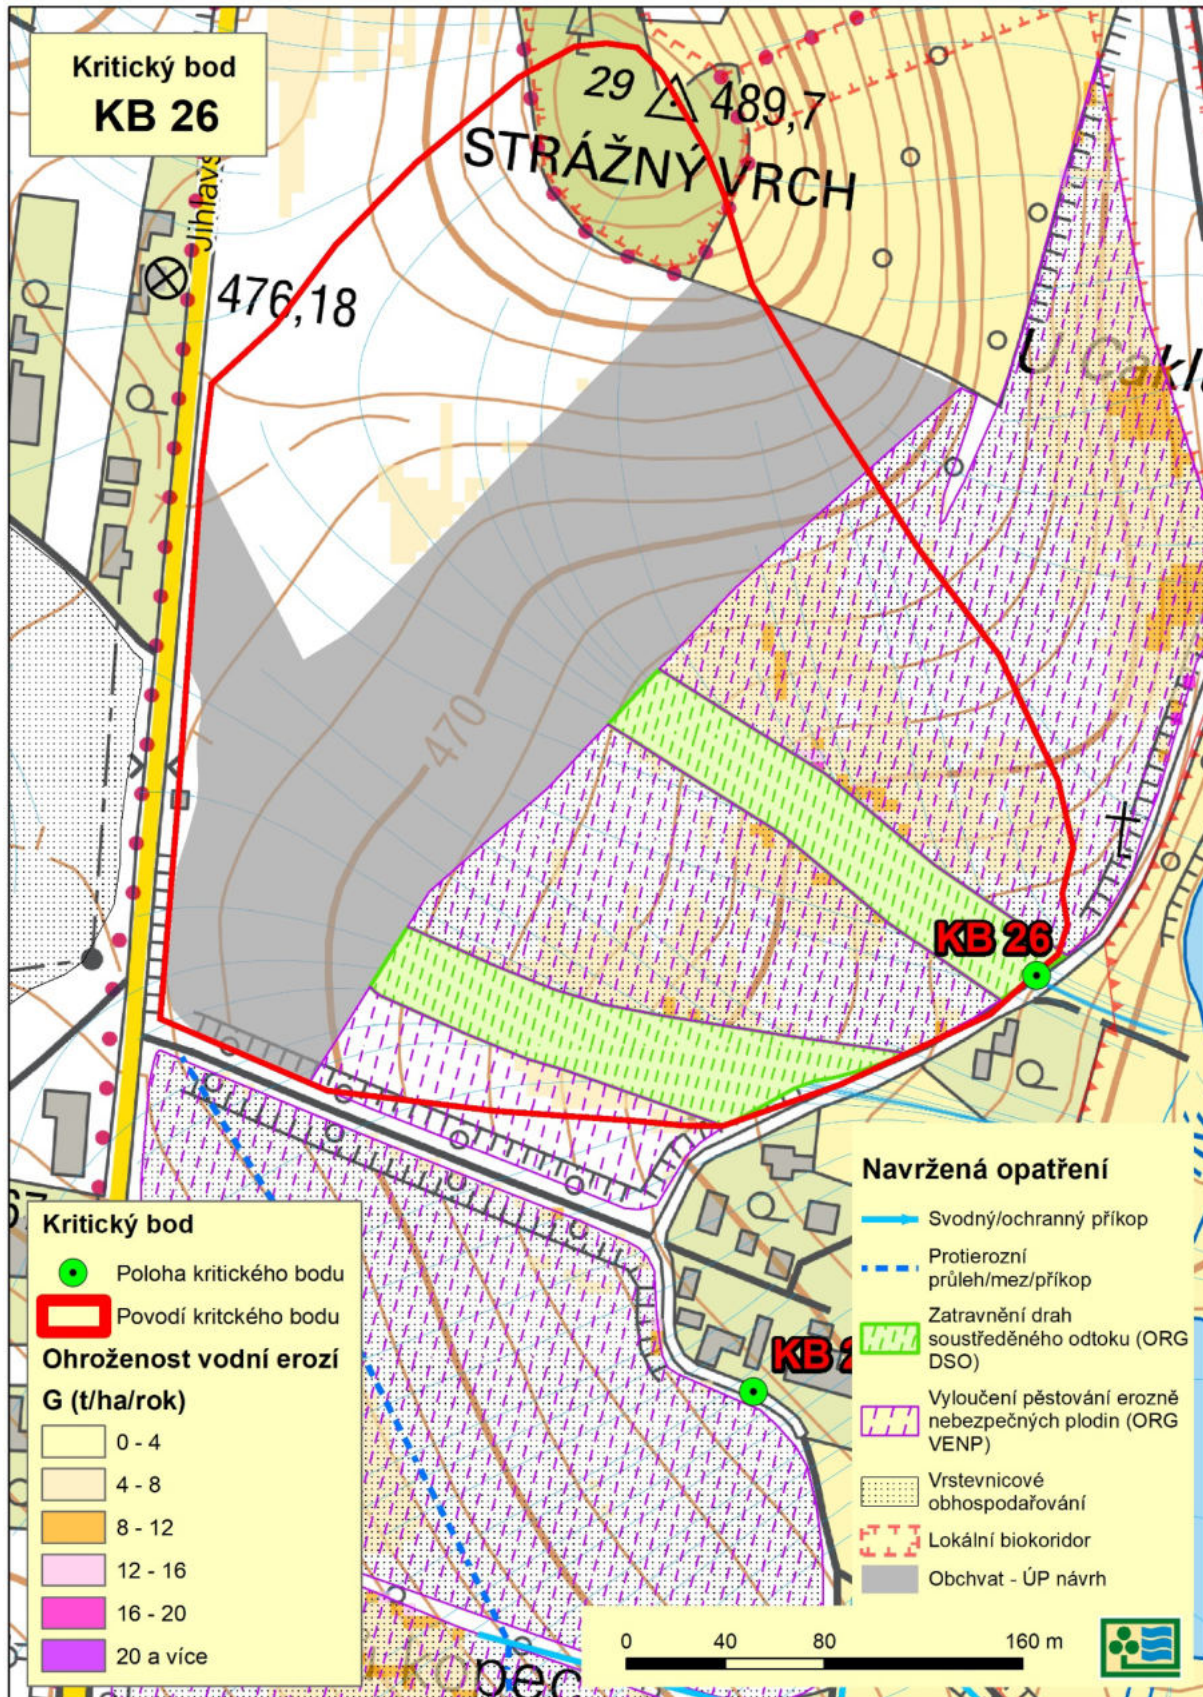 Kritický bod
KB 26
29
489,7
STRÁŽNÝ VRCH
476,18
470
KB 26
Navržená opatření
Svodný/ochranný příkop
Protierozní
průleh/mez/příkop
Zatravnění drah
soustředěného odtoku (ORG
DSO)
Vyloučení pěstování erozně
nebezpečných plodin (ORG
VENP)
Vrstevnicové
obhospodařování
Lokální biokoridor
Obchvat - ÚP návrh
Kritický bod
Poloha kritického bodu
Povodí kritckého bodu
Ohroženost vodní erozí
G (t/ha/rok)
0 - 4
4 - 8
8 - 12
12 - 16
16 - 20
20 a více
0 40 80 160 m